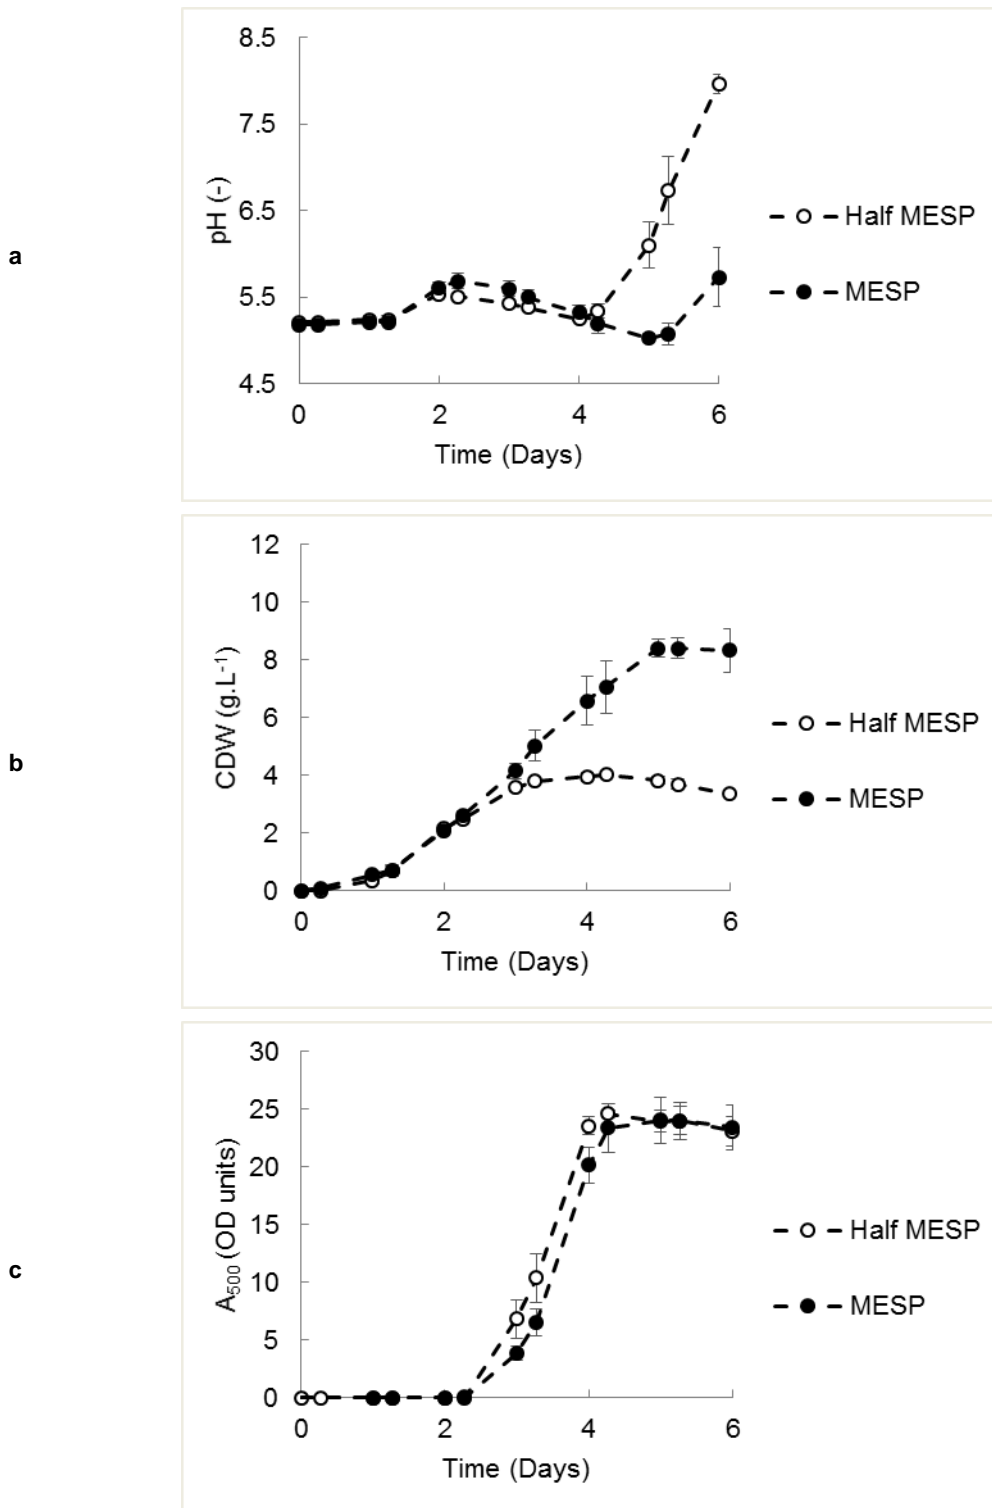 a
8.5
7.5
6.5
5.5
4.5
pH (-)
0 2 4 6
Time (Days)
Half MESP
MESP
b
12
10
8
6
4
2
0
CDW (g.L⁻¹)
0 2 4 6
Time (Days)
Half MESP
MESP
c
30
25
20
15
10
5
0
A₅₀₀ (OD units)
0 2 4 6
Time (Days)
Half MESP
MESP